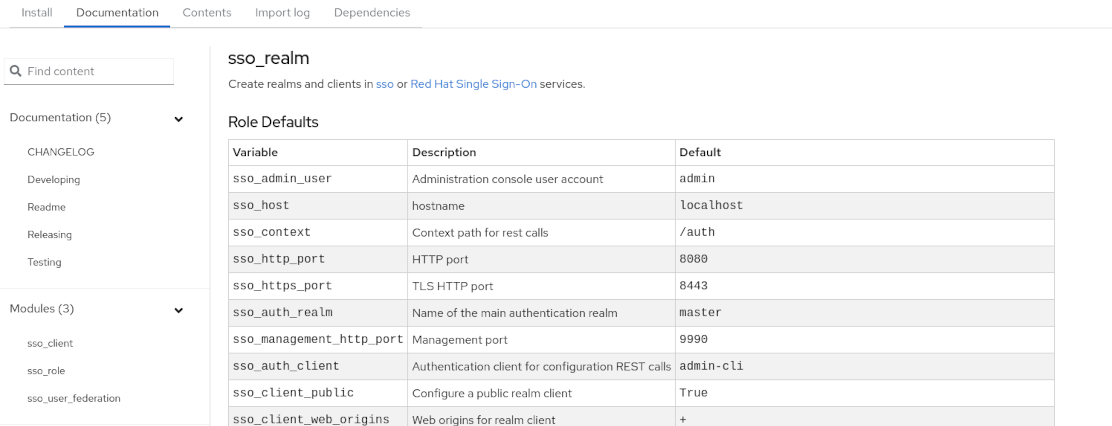 Install Documentation Contents Import log Dependencies
Find content
Documentation (5)
CHANGELOG
Developing
Readme
Releasing
Testing
Modules (3)
sso_client
sso_role
sso_user_federation
sso_realm
Create realms and clients in sso or Red Hat Single Sign-On services.
Role Defaults
Variable Description Default
sso_admin_user Administration console user account admin
sso_host hostname localhost
sso_context Context path for rest calls /auth
sso_http_port HTTP port 8080
sso_https_port TLS HTTP port 8443
sso_auth_realm Name of the main authentication realm master
sso_management_http_port Management port 9990
sso_auth_client Authentication client for configuration REST calls admin-cli
sso_client_public Configure a public realm client True
sso_client_web_origins Web origins for realm client +